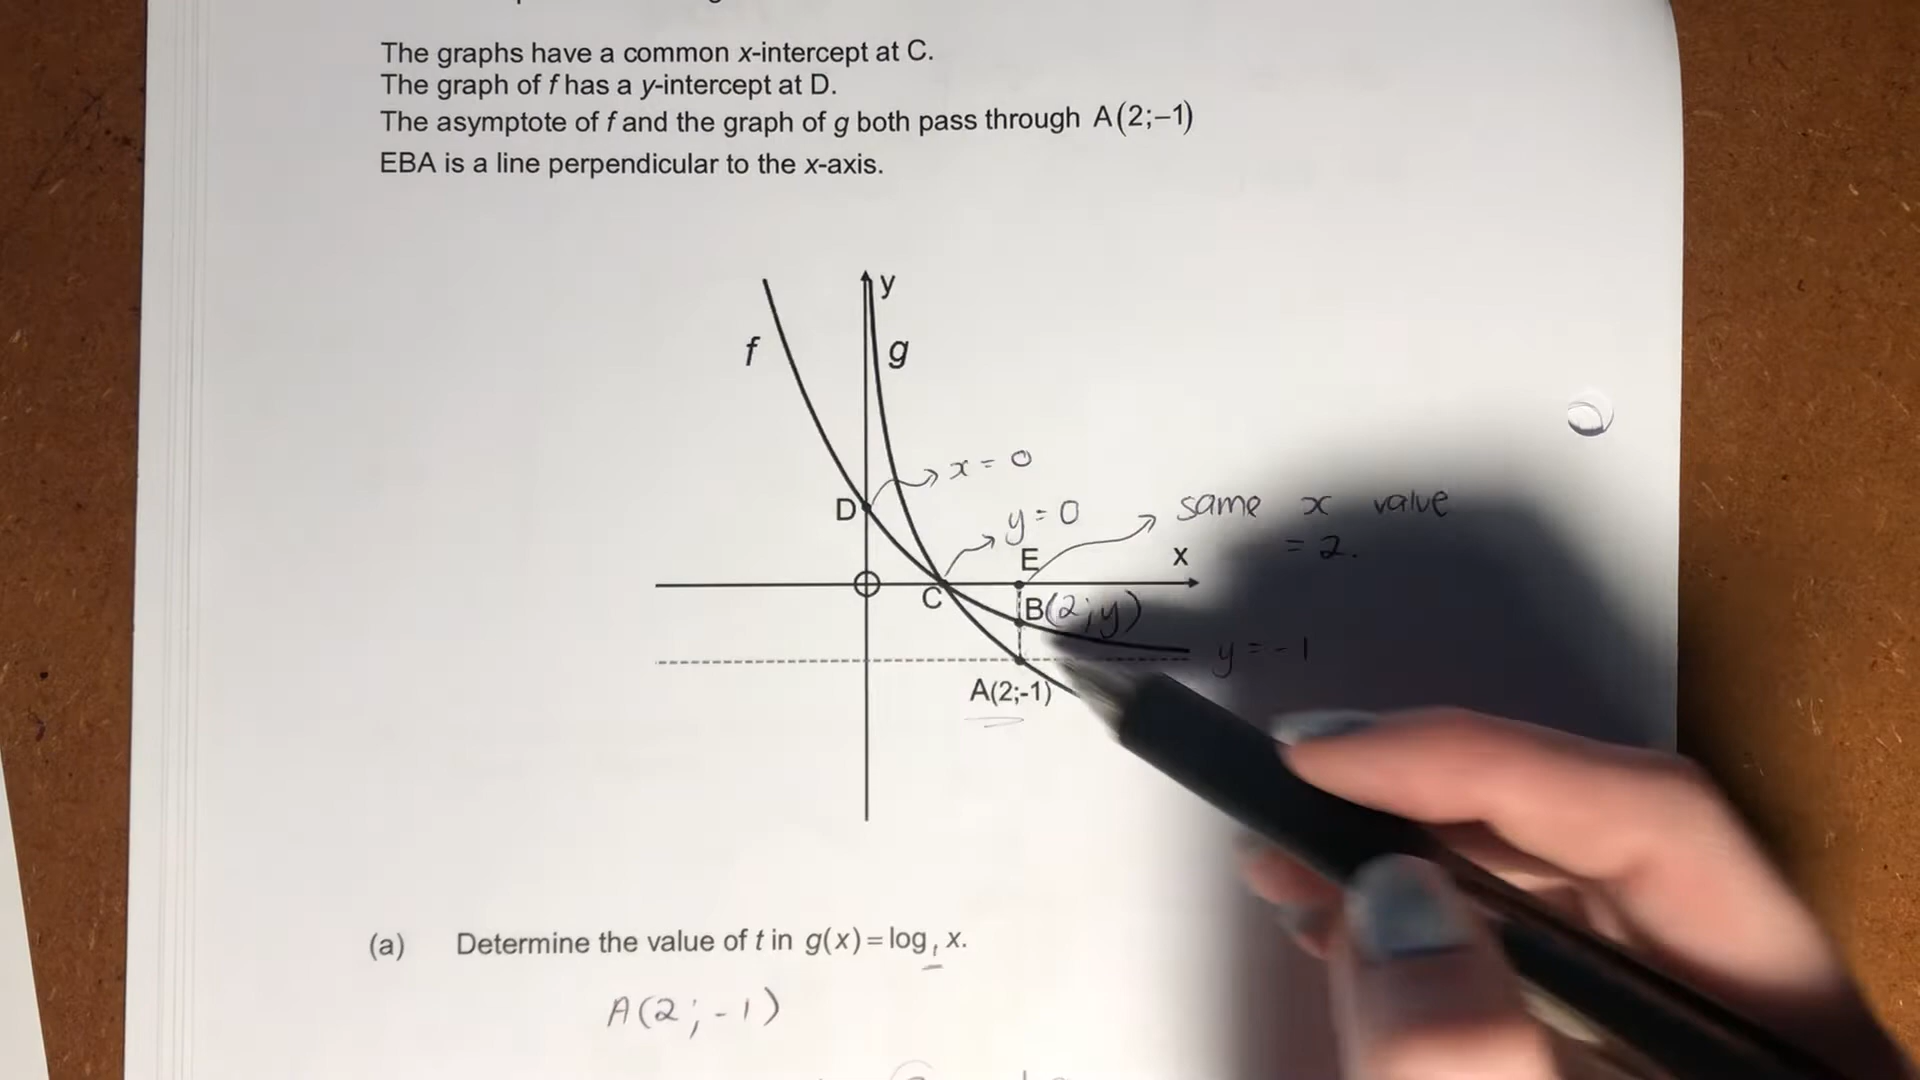 The graphs have a common x-intercept at C.
The graph of f has a y-intercept at D.
The asymptote of f and the graph of g both pass through A(2;−1)
EBA is a line perpendicular to the x-axis.
y
f
g
x = 0
D
y = 0
same x value
= 2.
E
x
C
B(2;y)
y = -1
A(2;-1)
(a) Determine the value of t in g(x)=log t x.
A(2;-1)